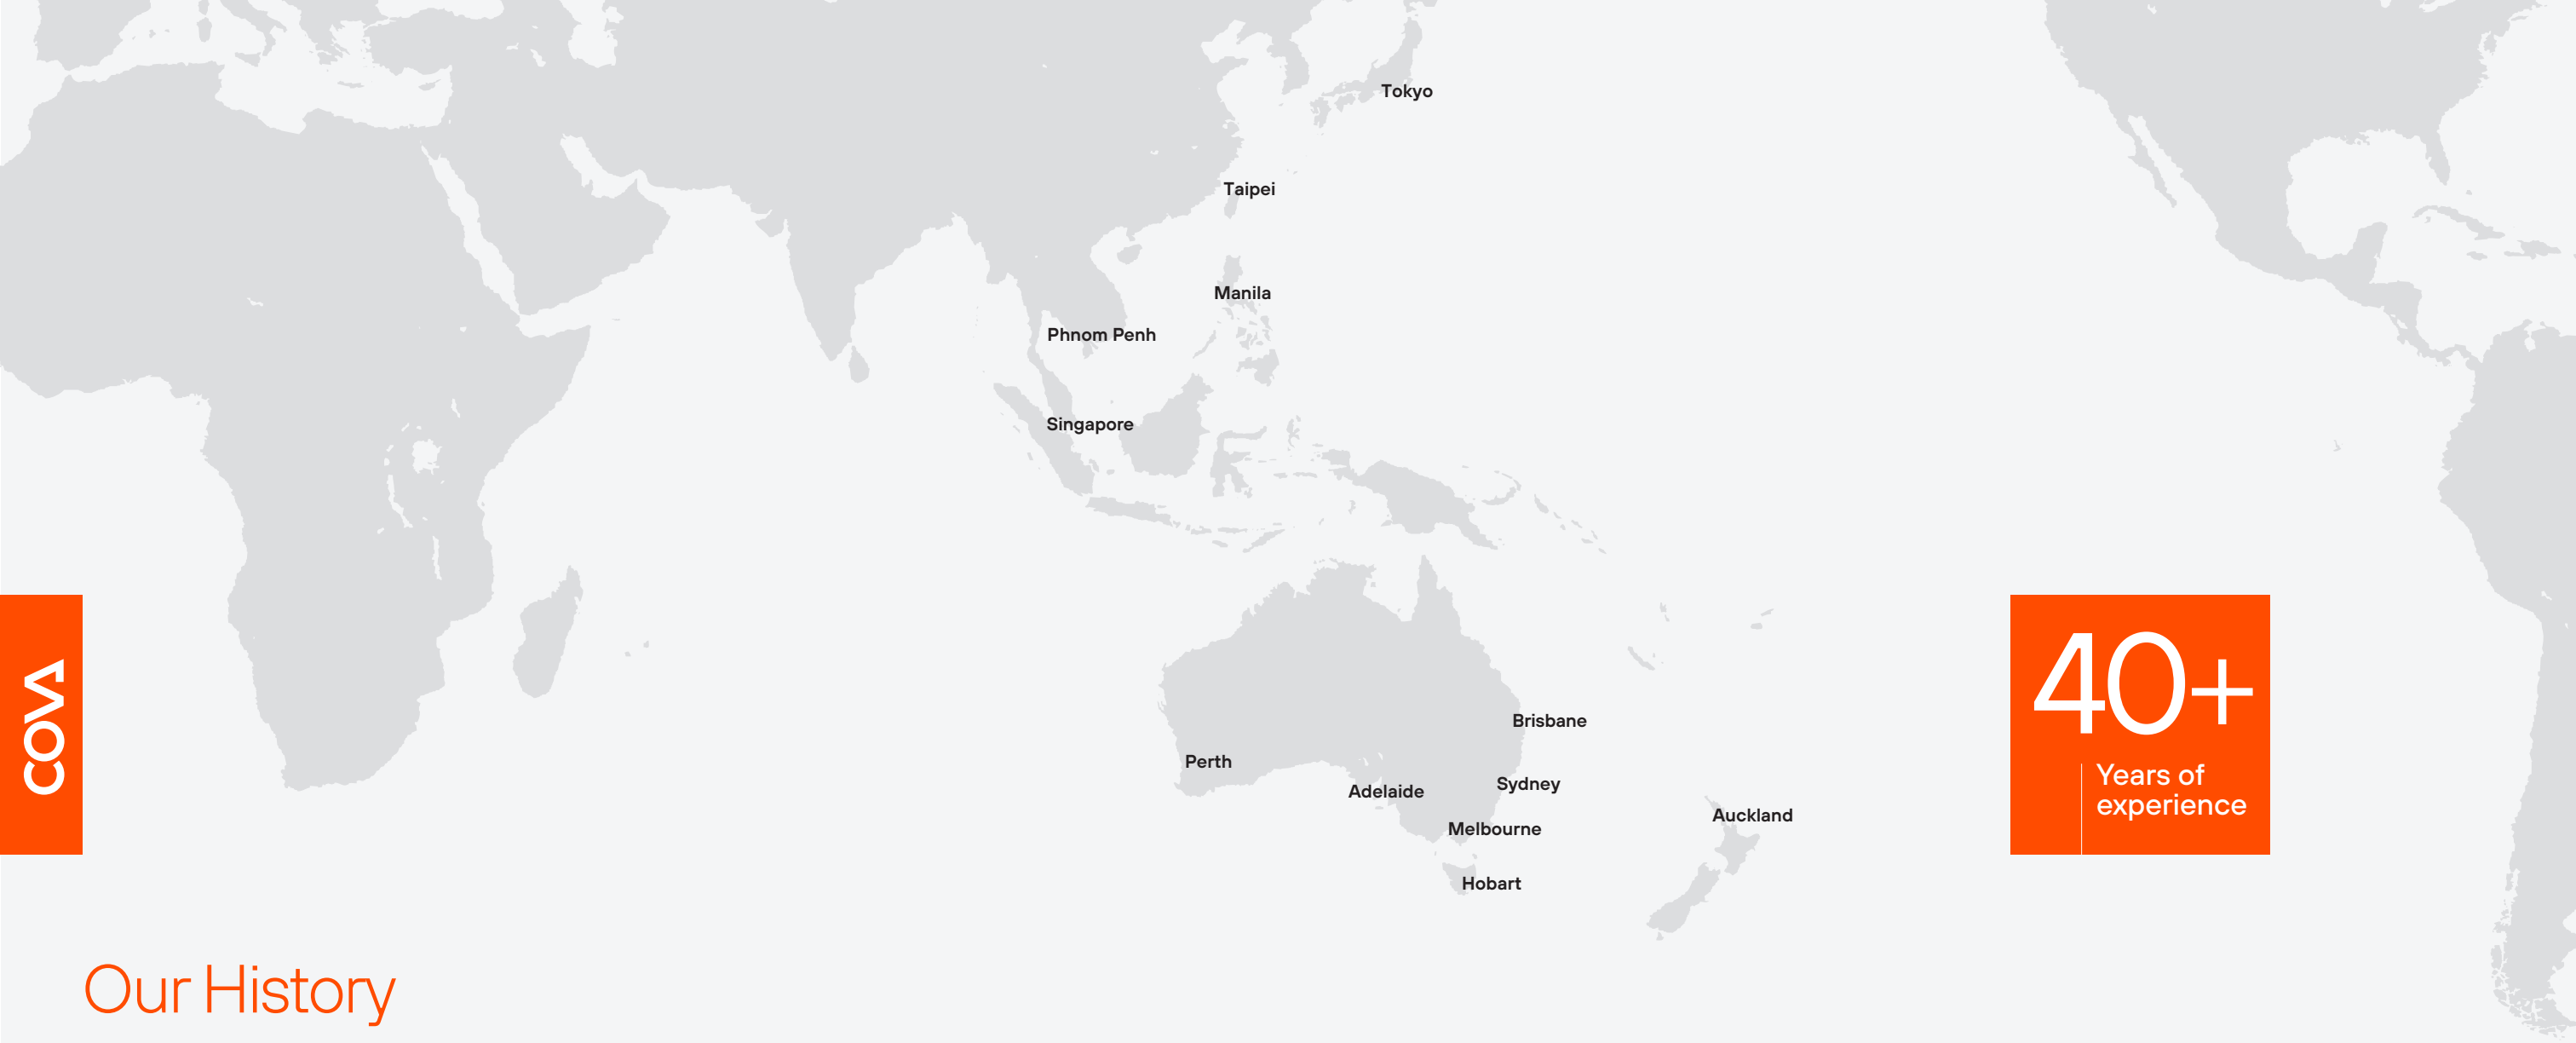 Tokyo
Taipei
Manila
Phnom Penh
Singapore
Brisbane
Perth
Sydney
Adelaide
Auckland
Melbourne
Hobart
COVA
40+
Years of
experience
Our History